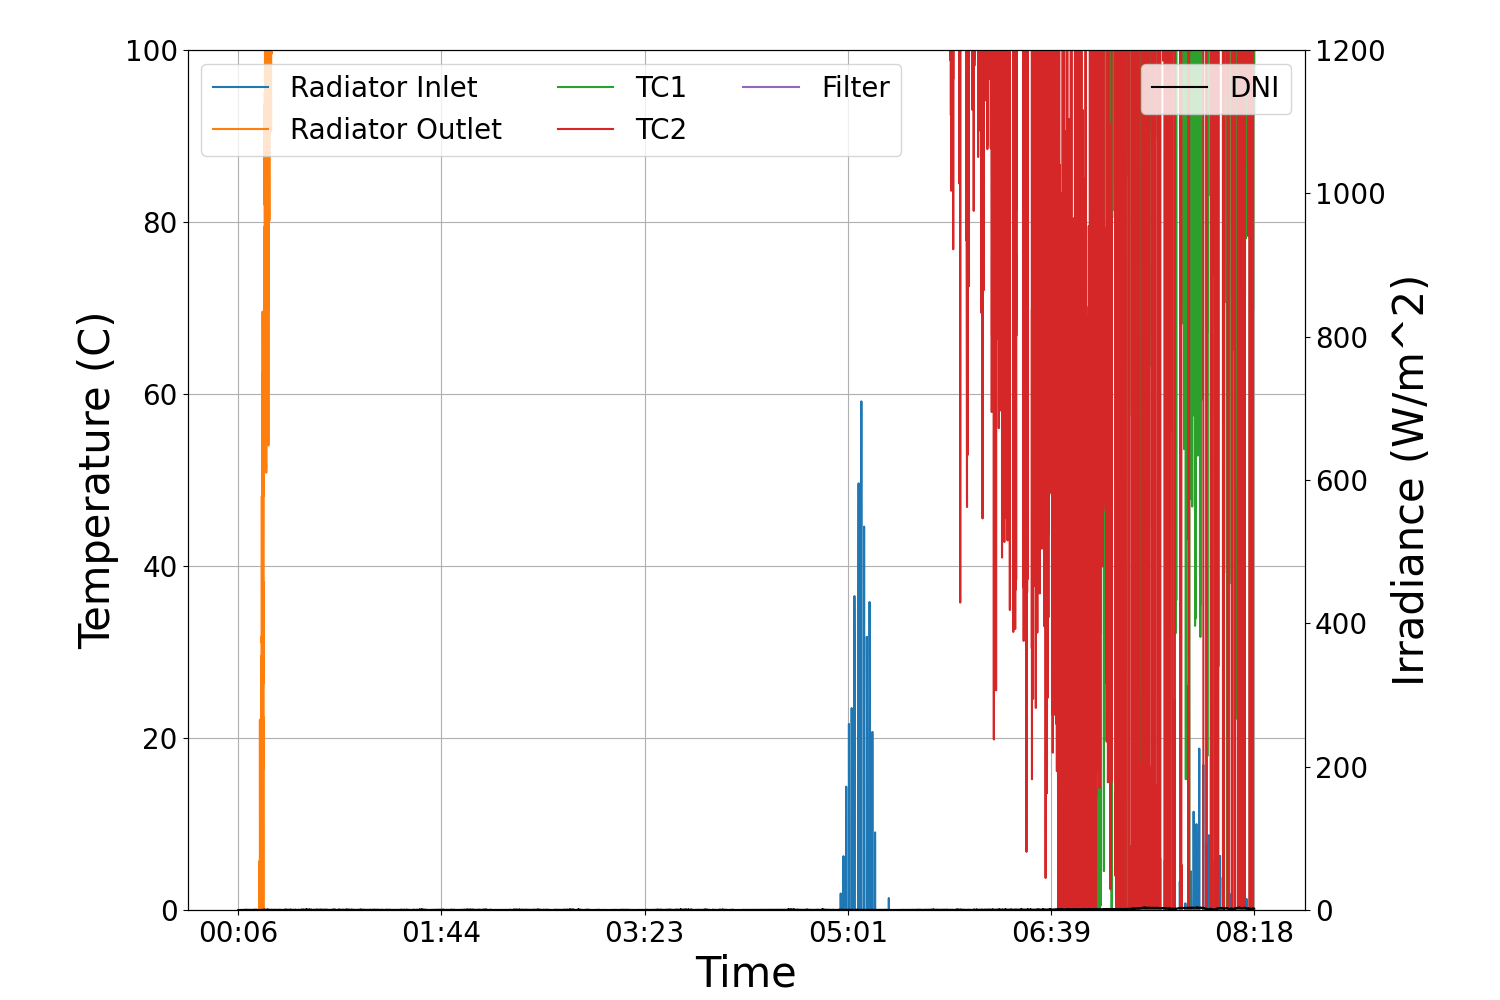 100
80
60
40
20
0
Temperature (C)
Radiator Inlet
Radiator Outlet
TC1
TC2
Filter
DNI
1200
1000
800
600
400
200
0
Irradiance (W/m^2)
00:06
01:44
03:23
05:01
06:39
08:18
Time